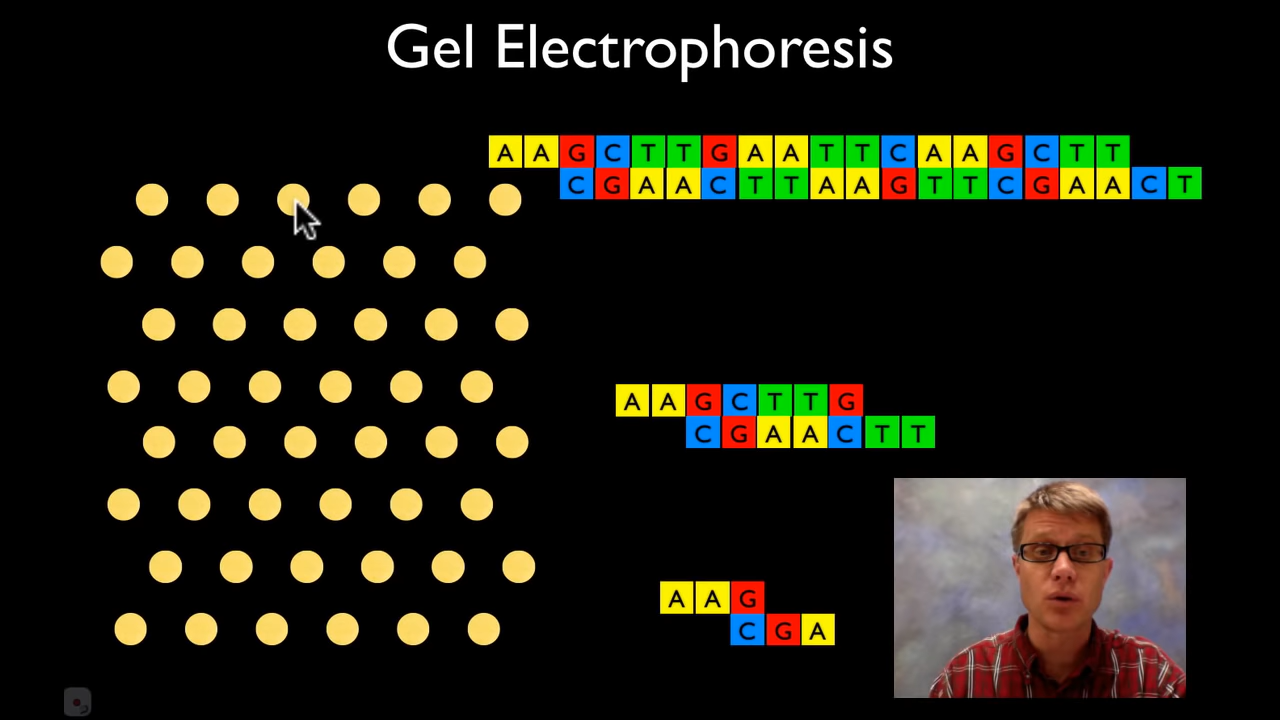 Gel Electrophoresis
AAGCTTGAATTCAAGCTT
CGAACTTAAGTTCGAACT
AAGCTTG
CGAACTT
AAG
CGA